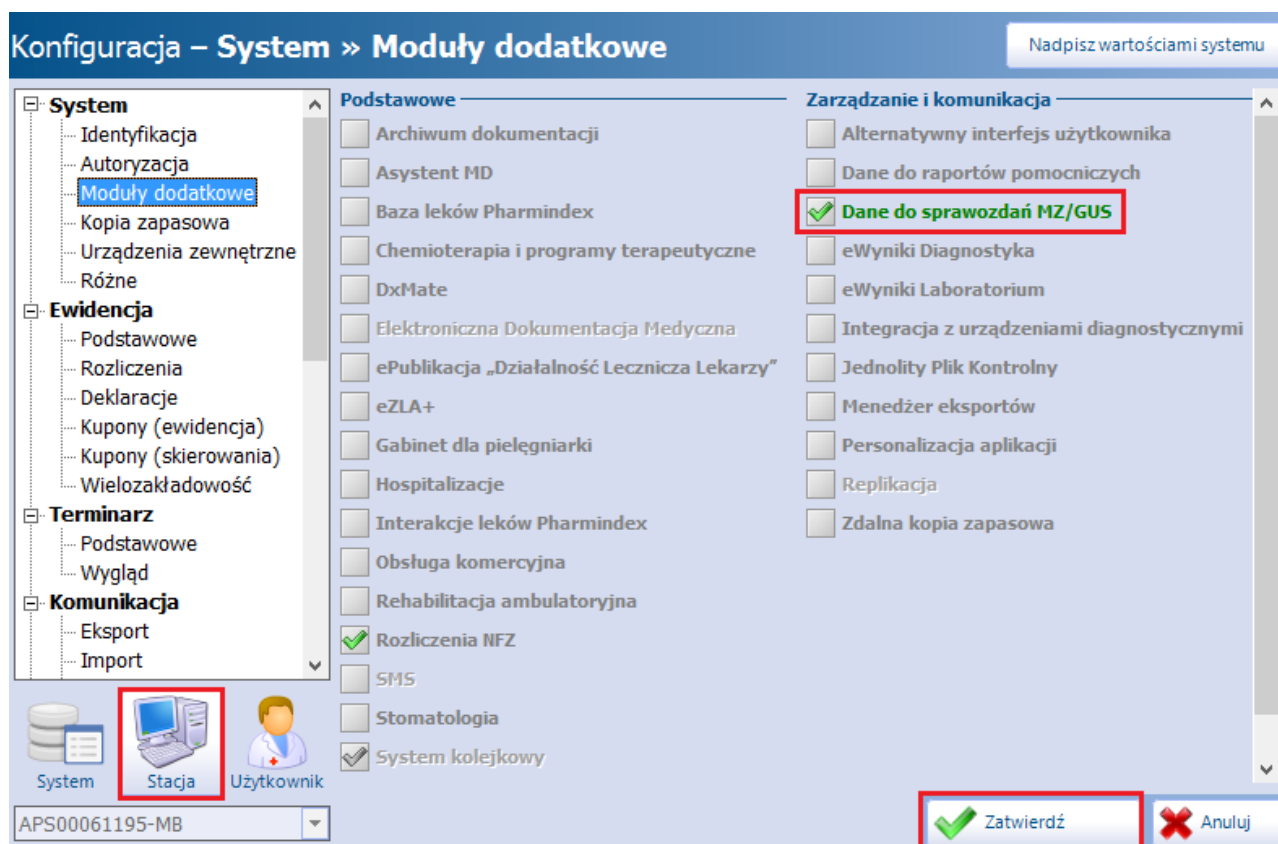 Konfiguracja – System » Moduły dodatkowe
Nadpisz wartościami systemu
System
Identyfikacja
Autoryzacja
Moduły dodatkowe
Kopia zapasowa
Urządzenia zewnętrzne
Różne
Ewidencja
Podstawowe
Rozliczenia
Deklaracje
Kupony (ewidencja)
Kupony (skierowania)
Wielozakładowość
Terminarz
Podstawowe
Wygląd
Komunikacja
Eksport
Import
System
Stacja
Użytkownik
APS00061195-MB
Podstawowe
Archiwum dokumentacji
Asystent MD
Baza leków Pharmindex
Chemioterapia i programy terapeutyczne
DxMate
Elektroniczna Dokumentacja Medyczna
ePublikacja „Działalność Lecznicza Lekarzy”
eZLA+
Gabinet dla pielęgniarki
Hospitalizacje
Interakcje leków Pharmindex
Obsługa komercyjna
Rehabilitacja ambulatoryjna
Rozliczenia NFZ
SMS
Stomatologia
System kolejkowy
Zarządzanie i komunikacja
Alternatywny interfejs użytkownika
Dane do raportów pomocniczych
Dane do sprawozdań MZ/GUS
eWyniki Diagnostyka
eWyniki Laboratorium
Integracja z urządzeniami diagnostycznymi
Jednolity Plik Kontrolny
Menedżer eksportów
Personalizacja aplikacji
Replikacja
Zdalna kopia zapasowa
Zatwierdź
Anuluj